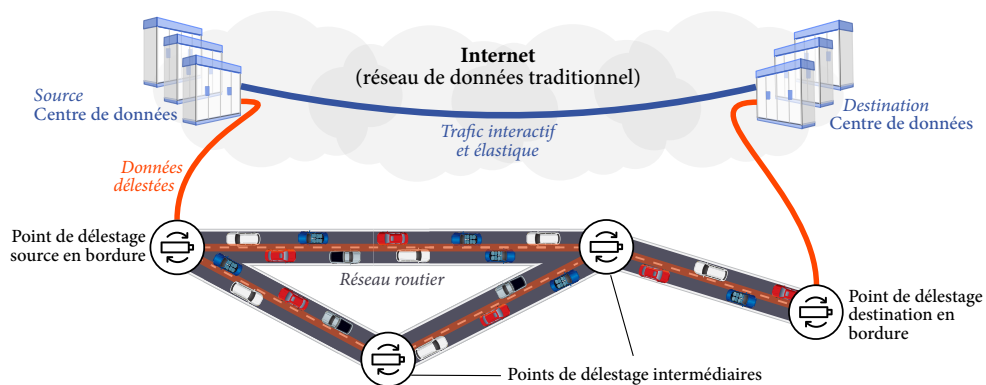 Internet
(réseau de données traditionnel)
Source
Centre de données
Destination
Centre de données
Trafic interactif
et élastique
Données
délestées
Point de délestage
source en bordure
Réseau routier
Point de délestage
destination en
bordure
Points de délestage intermédiaires